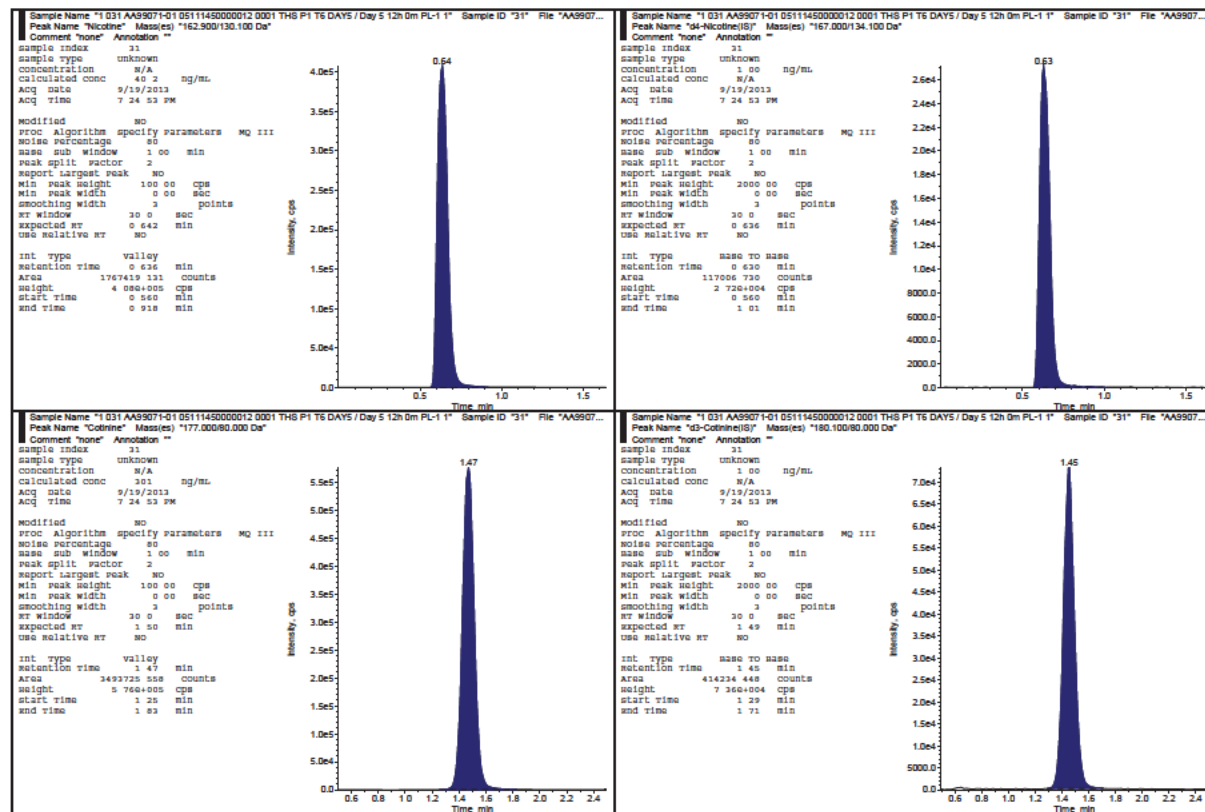 Sample Name "1 031 AA99071-01 05111450000012 0001 THS P1 T6 DAY5 / Day 5 12h 0m PL-1 1" Sample ID "31" File "AA9907...
Peak Name "Nicotine" Mass(es) "162.900/130.100 Da"
Comment "none" Annotation ""
Sample Index 31
Sample Type Unknown
Concentration N/A
Calculated Conc 40 2 ng/mL
Acq Date 9/19/2013
Acq Time 7 24 53 PM
Modified NO
Proc Algorithm Specify Parameters MQ III
Noise Percentage 80
Base Sub Window 1 00 min
Peak Split Factor 2
Report Largest Peak NO
Min Peak Height 100 00 cps
Min Peak Width 0 00 sec
Smoothing Width 3 points
RT Window 30 0 sec
Expected RT 0 642 min
Use Relative RT NO
Int Type Valley
Retention Time 0 636 min
Area 1767419 131 counts
Height 4 08e+005 cps
Start Time 0 560 min
End Time 0 918 min
0.64
4.0e5
3.5e5
3.0e5
2.5e5
2.0e5
1.5e5
1.0e5
5.0e4
0.0
Intensity, cps
0.5 1.0 1.5
Time min
Sample Name "1 031 AA99071-01 05111450000012 0001 THS P1 T6 DAY5 / Day 5 12h 0m PL-1 1" Sample ID "31" File "AA9907...
Peak Name "d4-Nicotine(IS)" Mass(es) "167.000/134.100 Da"
Comment "none" Annotation ""
Sample Index 31
Sample Type Unknown
Concentration 1 00 ng/mL
Calculated Conc N/A
Acq Date 9/19/2013
Acq Time 7 24 53 PM
Modified NO
Proc Algorithm Specify Parameters MQ III
Noise Percentage 80
Base Sub Window 1 00 min
Peak Split Factor 2
Report Largest Peak NO
Min Peak Height 2000 00 cps
Min Peak Width 0 00 sec
Smoothing Width 3 points
RT Window 30 0 sec
Expected RT 0 636 min
Use Relative RT NO
Int Type Base To Base
Retention Time 0 630 min
Area 117006 730 counts
Height 2 72e+004 cps
Start Time 0 560 min
End Time 1 01 min
0.63
2.6e4
2.4e4
2.2e4
2.0e4
1.8e4
1.6e4
1.4e4
1.2e4
1.0e4
8000.0
6000.0
4000.0
2000.0
0.0
Intensity, cps
0.5 1.0 1.5
Time min
Sample Name "1 031 AA99071-01 05111450000012 0001 THS P1 T6 DAY5 / Day 5 12h 0m PL-1 1" Sample ID "31" File "AA9907...
Peak Name "Cotinine" Mass(es) "177.000/80.000 Da"
Comment "none" Annotation ""
Sample Index 31
Sample Type Unknown
Concentration N/A
Calculated Conc 301 ng/mL
Acq Date 9/19/2013
Acq Time 7 24 53 PM
Modified NO
Proc Algorithm Specify Parameters MQ III
Noise Percentage 80
Base Sub Window 1 00 min
Peak Split Factor 2
Report Largest Peak NO
Min Peak Height 100 00 cps
Min Peak Width 0 00 sec
Smoothing Width 3 points
RT Window 30 0 sec
Expected RT 1 50 min
Use Relative RT NO
Int Type Valley
Retention Time 1 47 min
Area 3493725 558 counts
Height 5 76e+005 cps
Start Time 1 25 min
End Time 1 83 min
1.47
5.5e5
5.0e5
4.5e5
4.0e5
3.5e5
3.0e5
2.5e5
2.0e5
1.5e5
1.0e5
5.0e4
0.0
Intensity, cps
0.6 0.8 1.0 1.2 1.4 1.6 1.8 2.0 2.2 2.4
Time min
Sample Name "1 031 AA99071-01 05111450000012 0001 THS P1 T6 DAY5 / Day 5 12h 0m PL-1 1" Sample ID "31" File "AA9907...
Peak Name "d3-Cotinine(IS)" Mass(es) "180.100/80.000 Da"
Comment "none" Annotation ""
Sample Index 31
Sample Type Unknown
Concentration 1 00 ng/mL
Calculated Conc N/A
Acq Date 9/19/2013
Acq Time 7 24 53 PM
Modified NO
Proc Algorithm Specify Parameters MQ III
Noise Percentage 80
Base Sub Window 1 00 min
Peak Split Factor 2
Report Largest Peak NO
Min Peak Height 2000 00 cps
Min Peak Width 0 00 sec
Smoothing Width 3 points
RT Window 30 0 sec
Expected RT 1 49 min
Use Relative RT NO
Int Type Base To Base
Retention Time 1 45 min
Area 414234 448 counts
Height 7 36e+004 cps
Start Time 1 29 min
End Time 1 71 min
1.45
7.0e4
6.5e4
6.0e4
5.5e4
5.0e4
4.5e4
4.0e4
3.5e4
3.0e4
2.5e4
2.0e4
1.5e4
1.0e4
5000.0
0.0
Intensity, cps
0.6 0.8 1.0 1.2 1.4 1.6 1.8 2.0 2.2 2.4
Time min